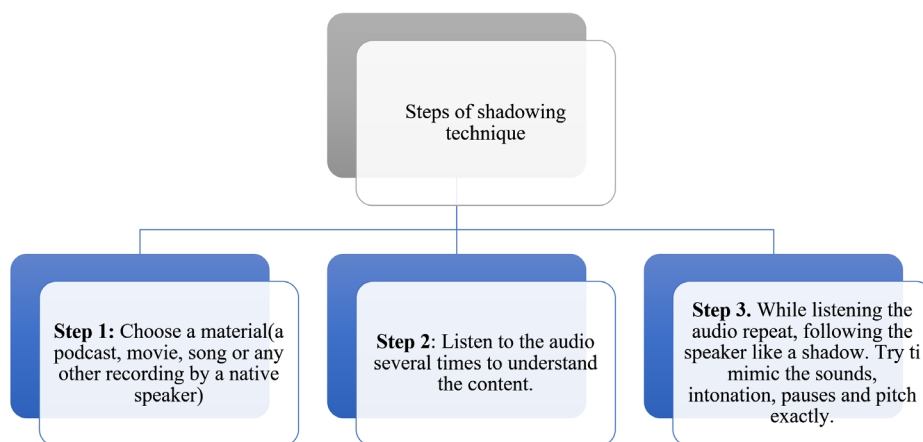 Steps of shadowing
technique
Step 1: Choose a material(a
podcast, movie, song or any
other recording by a native
speaker)
Step 2: Listen to the audio
several times to understand
the content.
Step 3. While listening the
audio repeat, following the
speaker like a shadow. Try ti
mimic the sounds,
intonation, pauses and pitch
exactly.